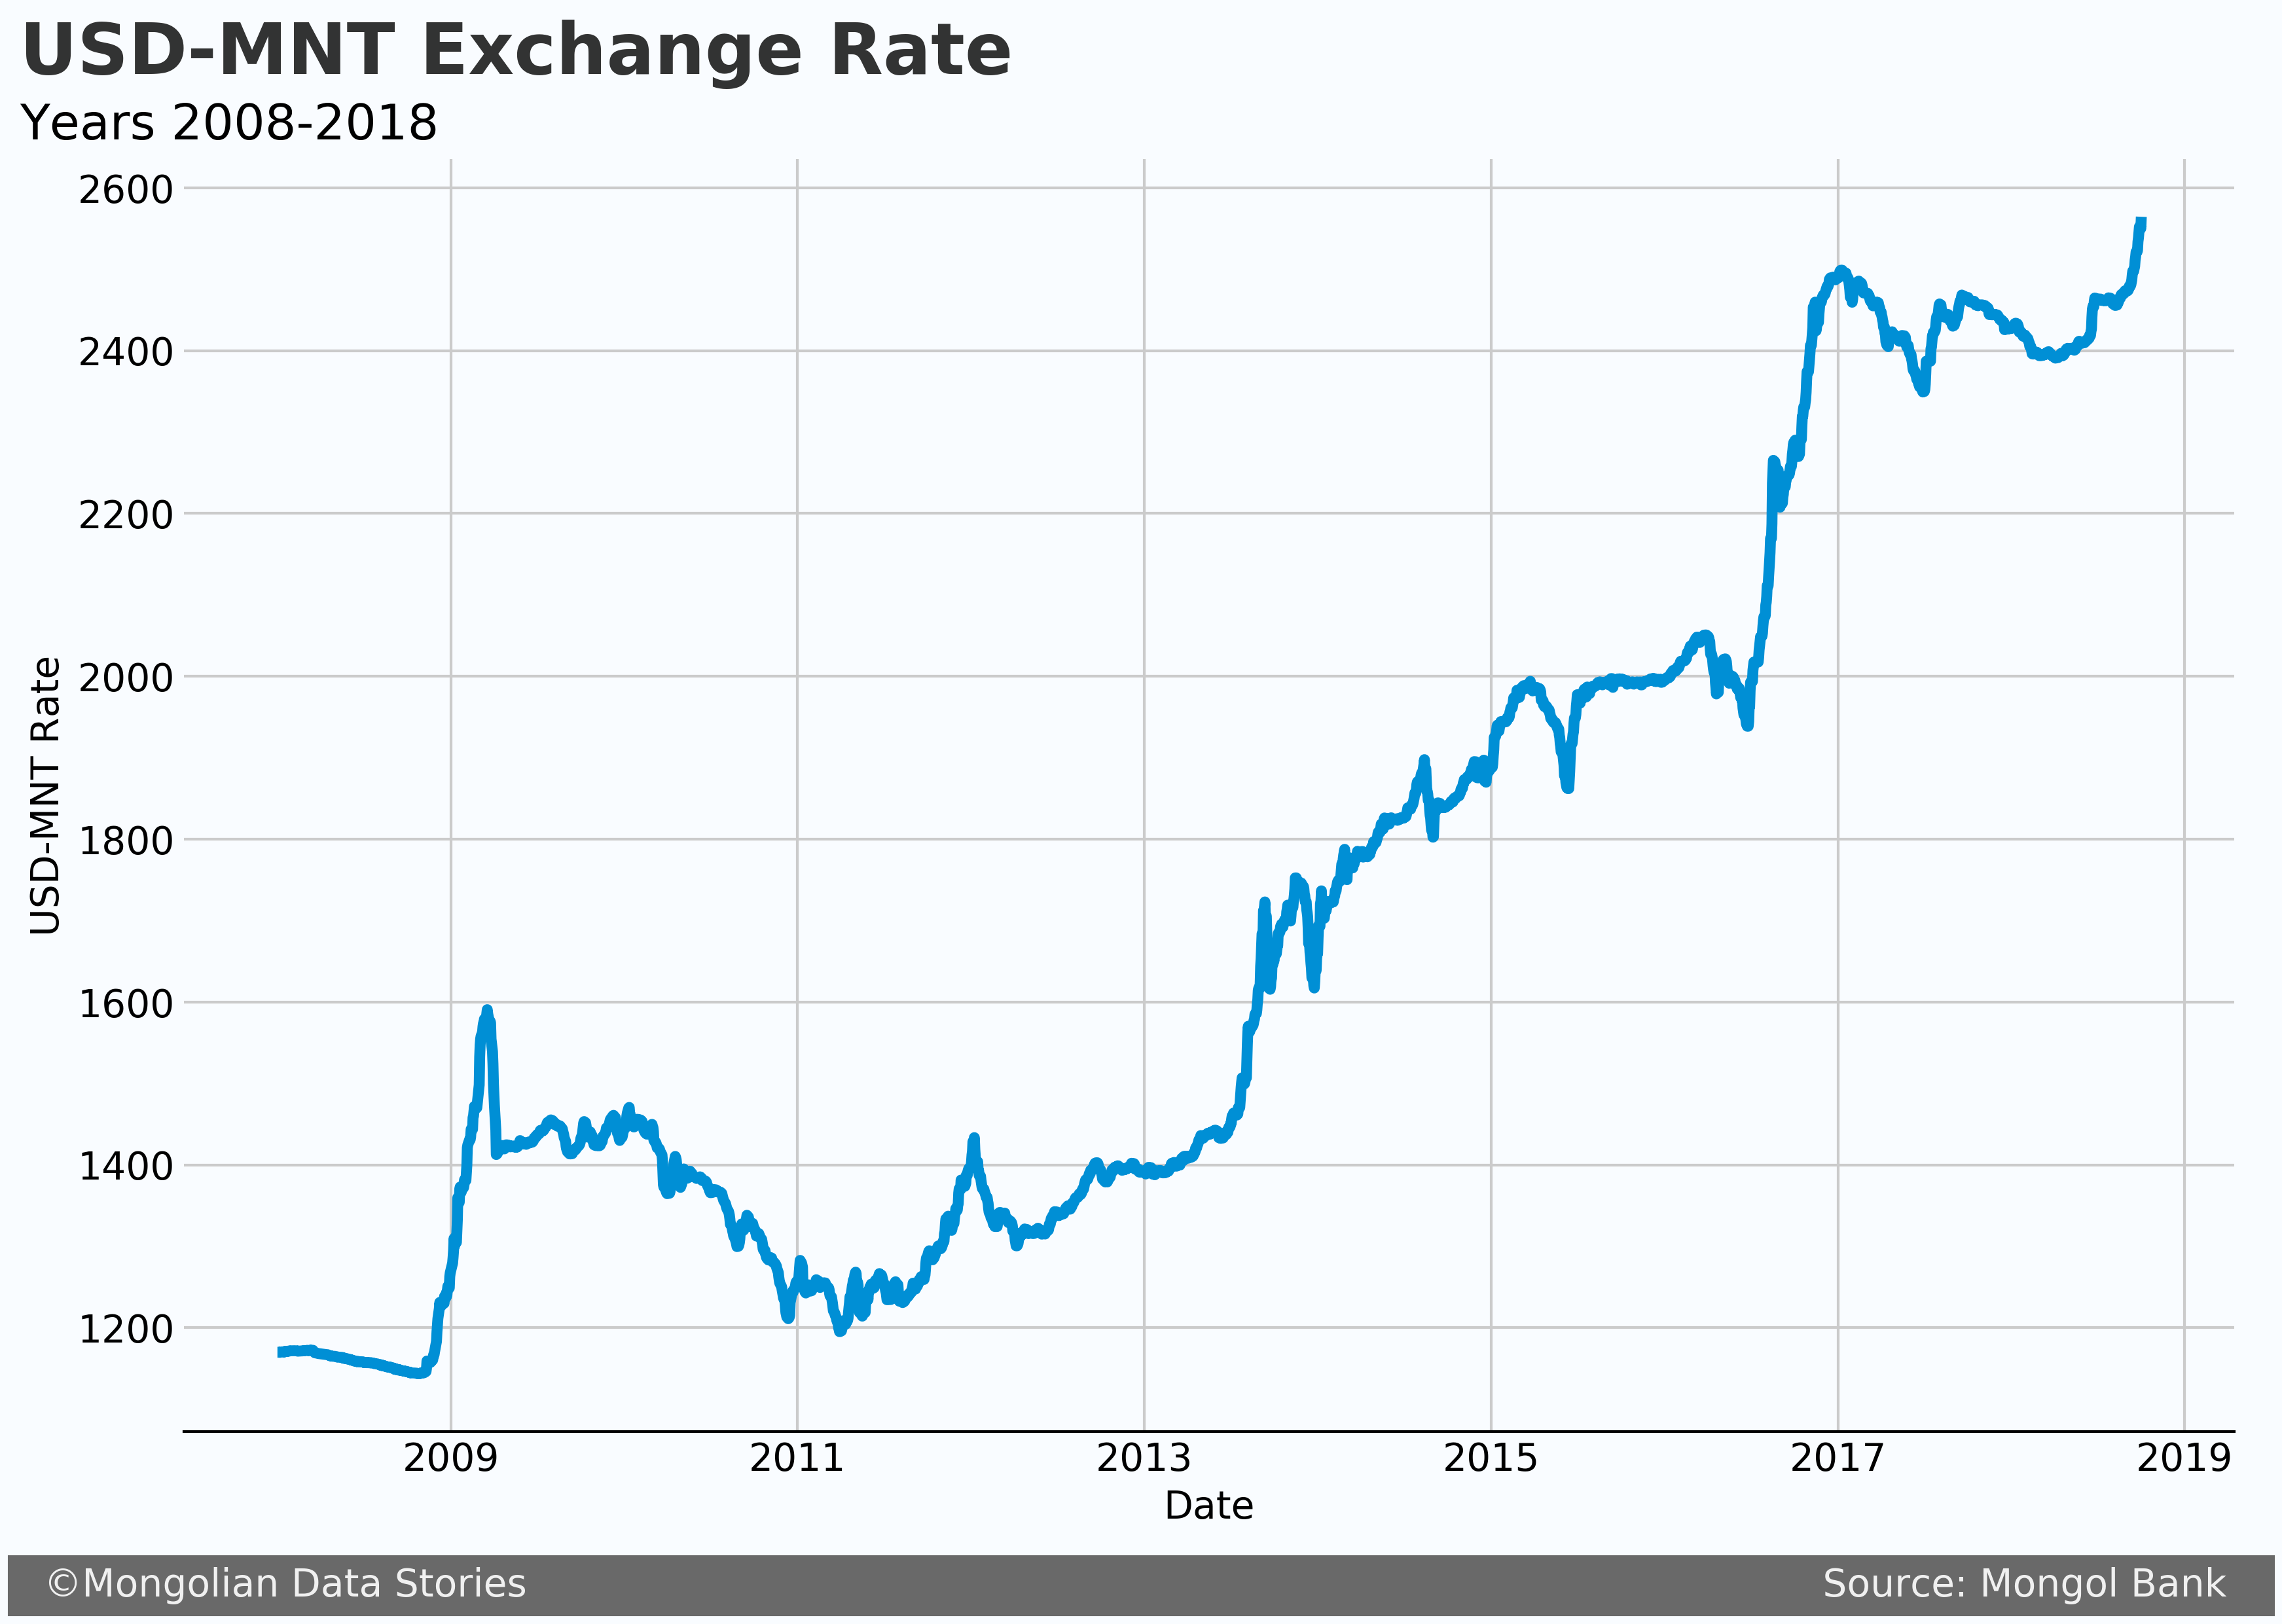 USD-MNT Exchange Rate
Years 2008-2018
2600
2400
2200
2000
1800
1600
1400
1200
USD-MNT Rate
2009 2011 2013 2015 2017 2019
Date
©Mongolian Data Stories Source: Mongol Bank